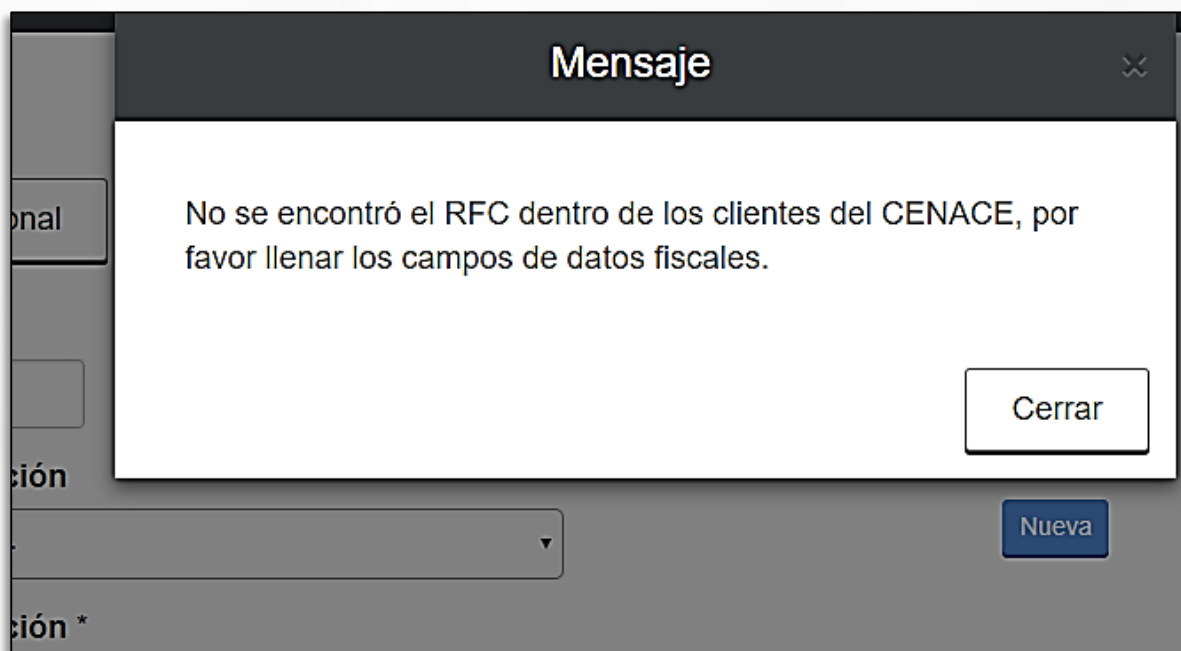 Mensaje
×
onal
No se encontró el RFC dentro de los clientes del CENACE, por
favor llenar los campos de datos fiscales.
Cerrar
ción
Nueva
ción *